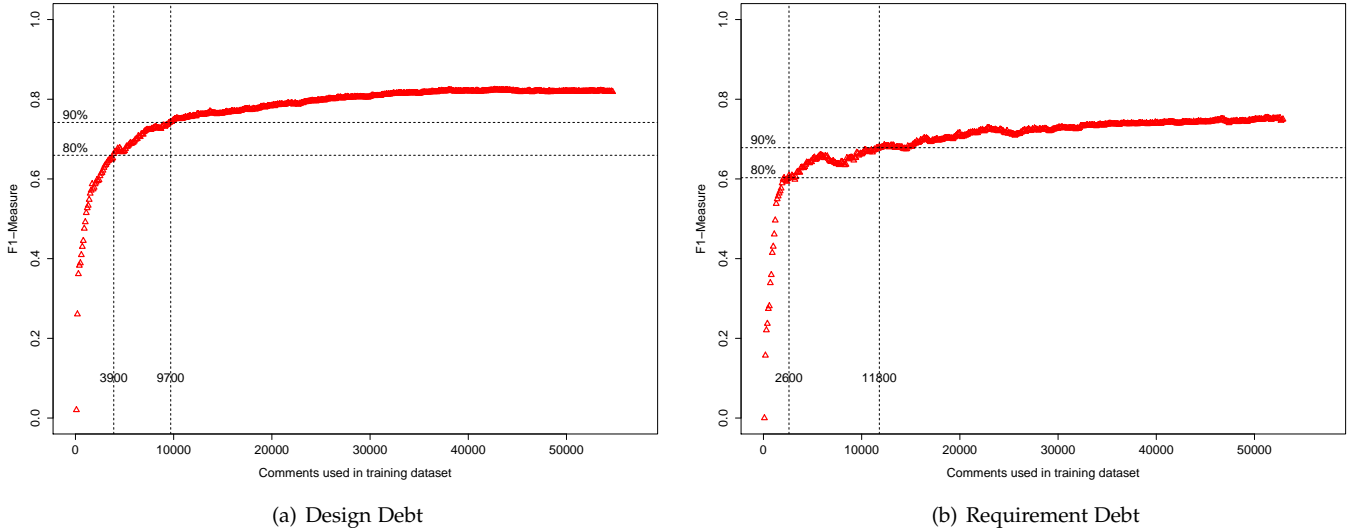 1.0
0.8
0.6
0.4
0.2
0.0
F1−Measure
90%
80%
3900 9700
0 10000 20000 30000 40000 50000
Comments used in training dataset
(a) Design Debt
1.0
0.8
0.6
0.4
0.2
0.0
F1−Measure
90%
80%
2600 11800
0 10000 20000 30000 40000 50000
Comments used in training dataset
(b) Requirement Debt